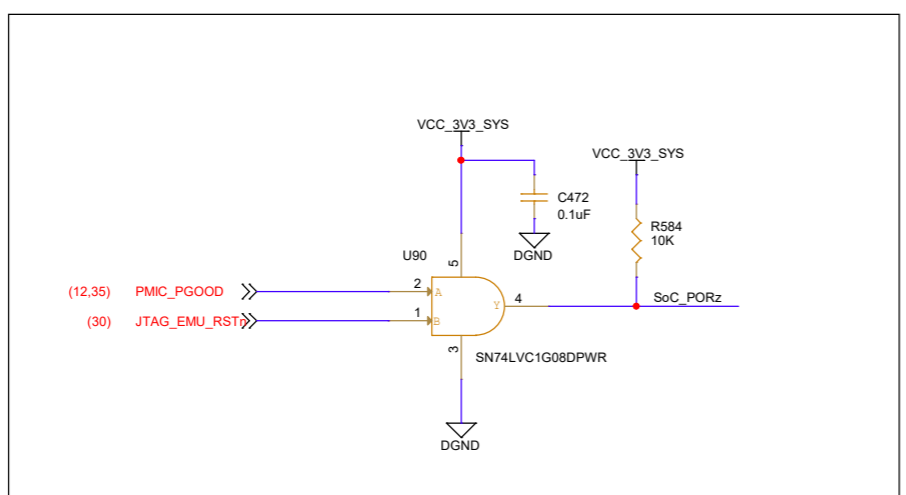 VCC_3V3_SYS
VCC_3V3_SYS
C472
0.1uF
R584
10K
DGND
U90
5
(12,35) PMIC_PGOOD 2 A
Y 4 SoC_PORz
(30) JTAG_EMU_RSTn 1 B
3
SN74LVC1G08DPWR
DGND